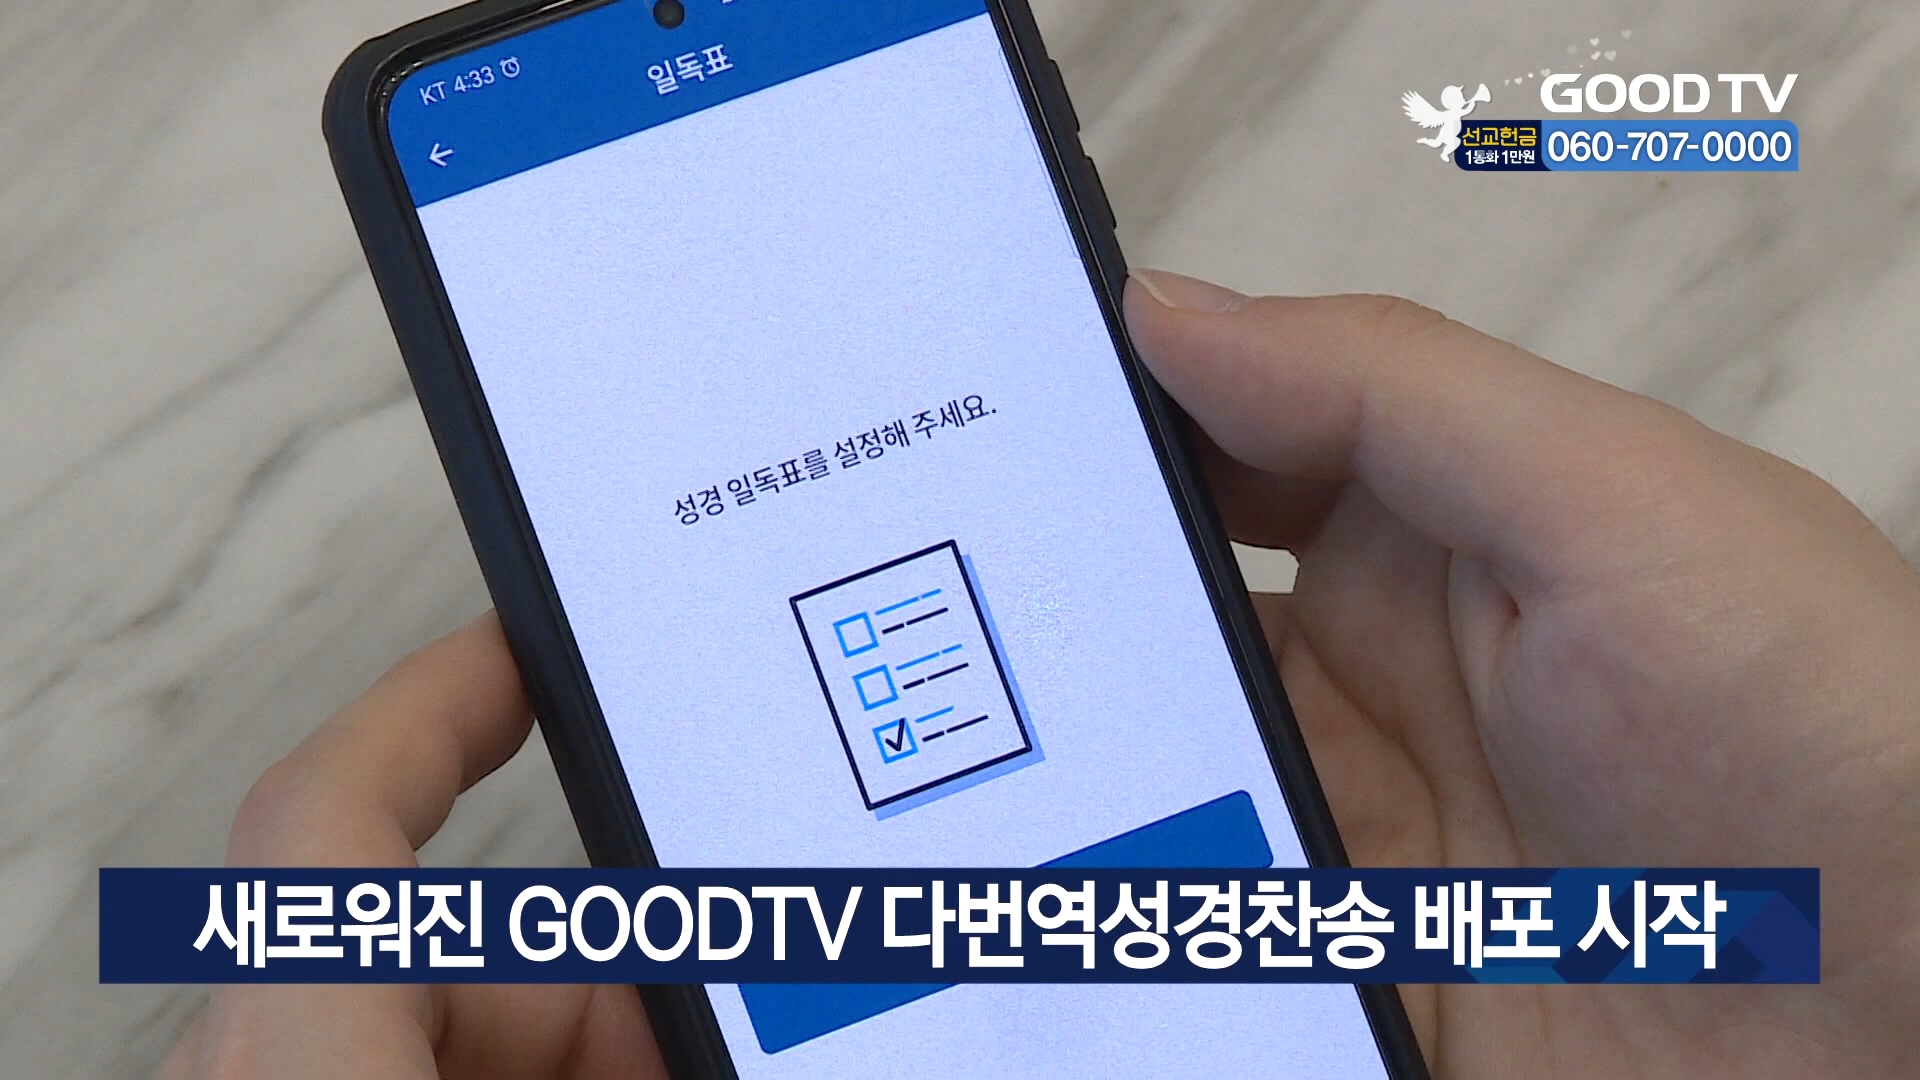 KT 4:33
일독표
GOOD TV
선교헌금
1통화 1만원
060-707-0000
성경 일독표를 설정해 주세요.
새로워진 GOODTV 다번역성경찬송 배포 시작